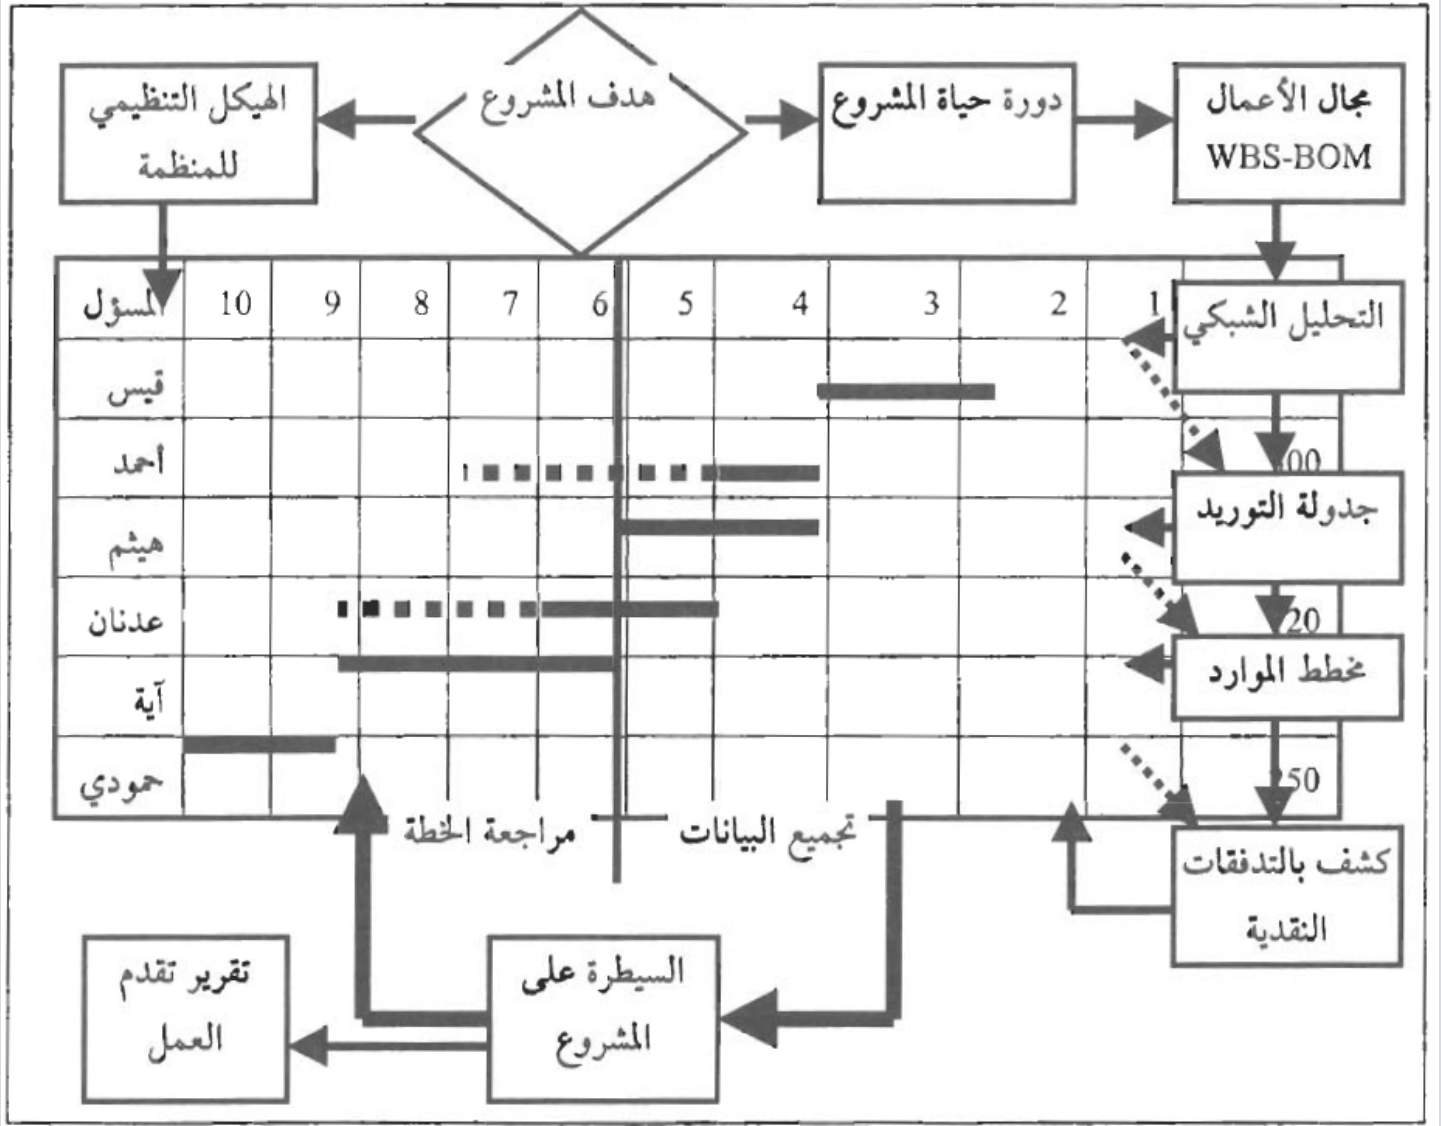 هدف المشروع
دورة حياة المشروع
مجال الأعمال
WBS-BOM
الهيكل التنظيمي
للمنظمة
التحليل الشبكي
1 2 3 4 5 6 7 8 9 10 المسؤل
قيس
أحمد
جدولة التوريد
هيثم
20
عدنان
مخطط الموارد
آية
حمودي
تجميع البيانات
مراجعة الخطة
كشف بالتدفقات
النقدية
السيطرة على
المشروع
تقرير تقدم
العمل